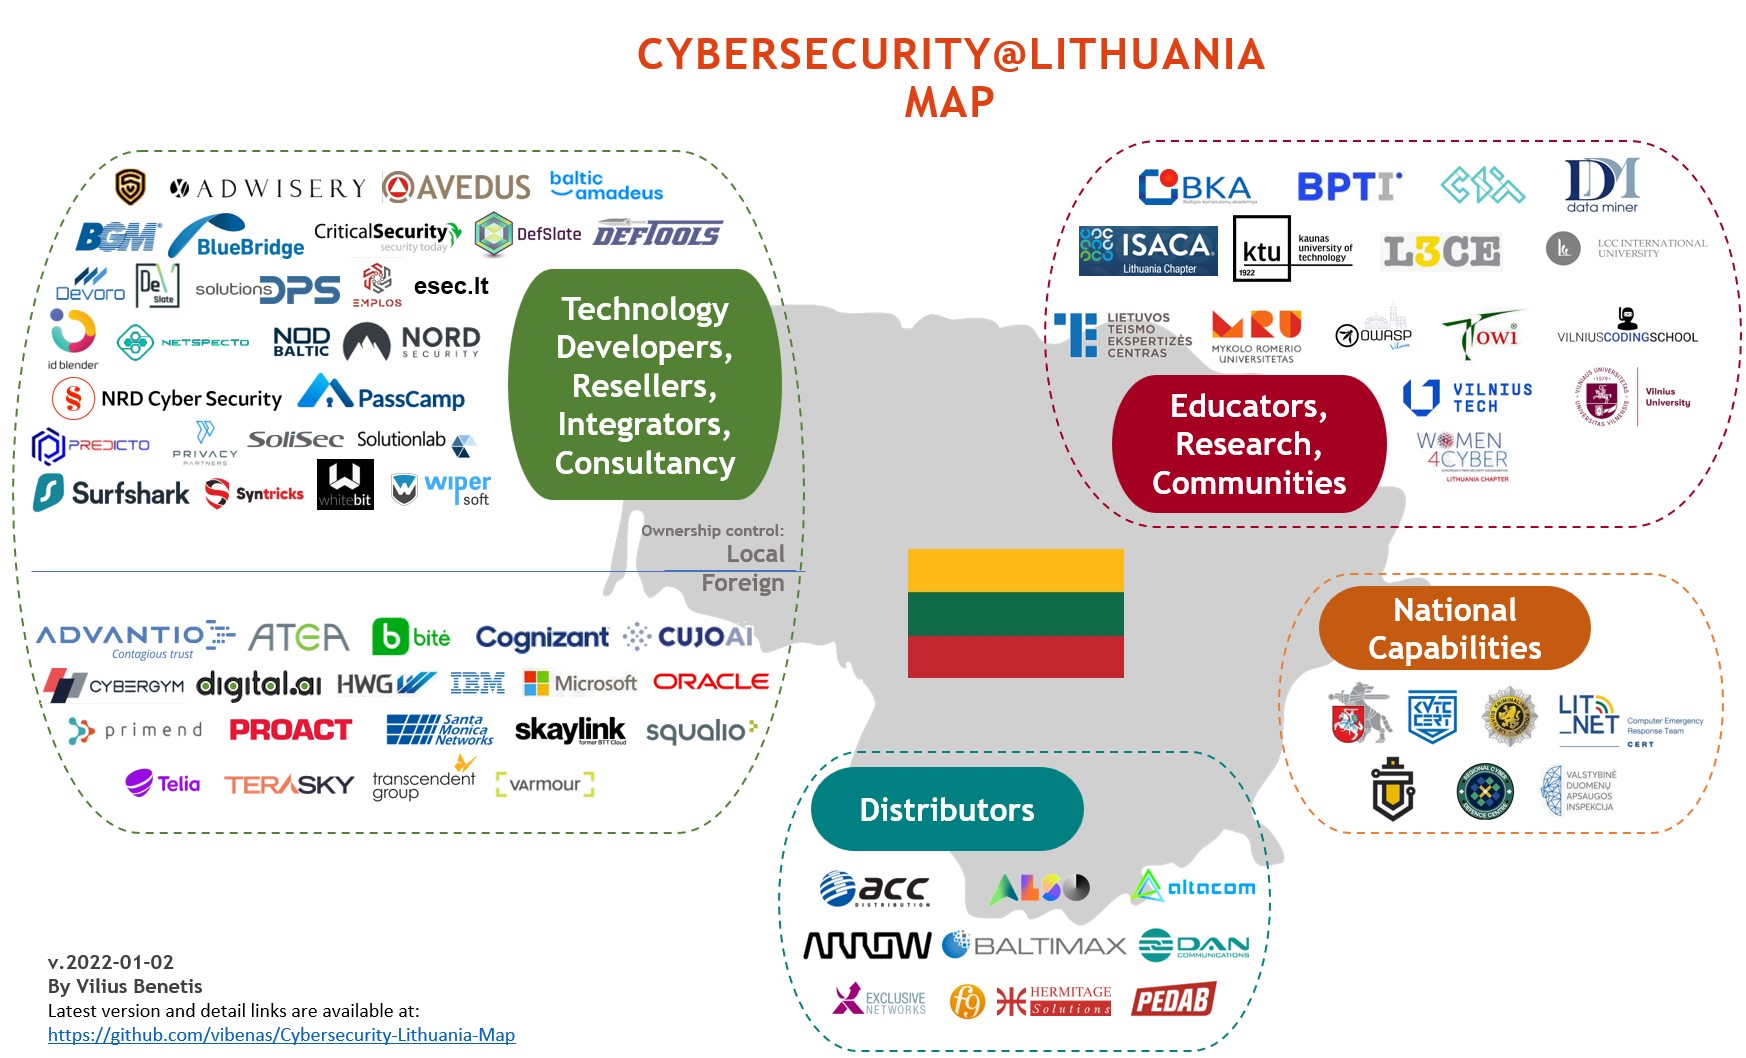 CYBERSECURITY@LITHUANIA
MAP
ADWISERY
AVEDUS
baltic
amadeus
BGM
BlueBridge
CriticalSecurity
security today
DefSlate
DEFTOOLS
Devoro
DeV
Slate
solutions DPS
EMPLOS
esec.lt
id blender
NETSPECTO
NOD
BALTIC
NORD
SECURITY
NRD Cyber Security
PassCamp
PREDICTO
PRIVACY
PARTNERS
SoliSec
Solutionlab
Surfshark
Syntricks
whitebit
wiper
soft
Technology
Developers,
Resellers,
Integrators,
Consultancy
Ownership control:
Local
Foreign
ADVANTIO
Contagious trust
ATEA
bitė
Cognizant
CUJOAI
CYBERGYM
digital.ai
HWG
IBM
Microsoft
ORACLE
primend
PROACT
Santa
Monica
Networks
skaylink
former BTT Cloud
squalio
Telia
TERASKY
transcendent
group
vARMOUR
BKA
Baltijos kompiuterių akademija
BPTI
DM
data miner
ISACA
Lithuania Chapter
ktu
1922
kaunas
university of
technology
L3CE
LCC INTERNATIONAL
UNIVERSITY
LIETUVOS
TEISMO
EKSPERTIZĖS
CENTRAS
MRU
MYKOLO ROMERIO
UNIVERSITETAS
OWASP
Vilnius
TOWI
VILNIUSCODINGSCHOOL
Educators,
Research,
Communities
VILNIUS
TECH
Vilnius
University
WOMEN
4CYBER
LITHUANIA CHAPTER
National
Capabilities
KVTC
CERT
LIT
NET
Computer Emergency
Response Team
CERT
REGIONAL CYBER
DEFENCE CENTRE
VALSTYBINĖ
DUOMENŲ
APSAUGOS
INSPEKCIJA
Distributors
acc
DISTRIBUTION
ALSO
altacom
ARROW
BALTIMAX
DAN
COMMUNICATIONS
EXCLUSIVE
NETWORKS
f9
HERMITAGE
Solutions
PEDAB
v.2022-01-02
By Vilius Benetis
Latest version and detail links are available at:
https://github.com/vibenas/Cybersecurity-Lithuania-Map